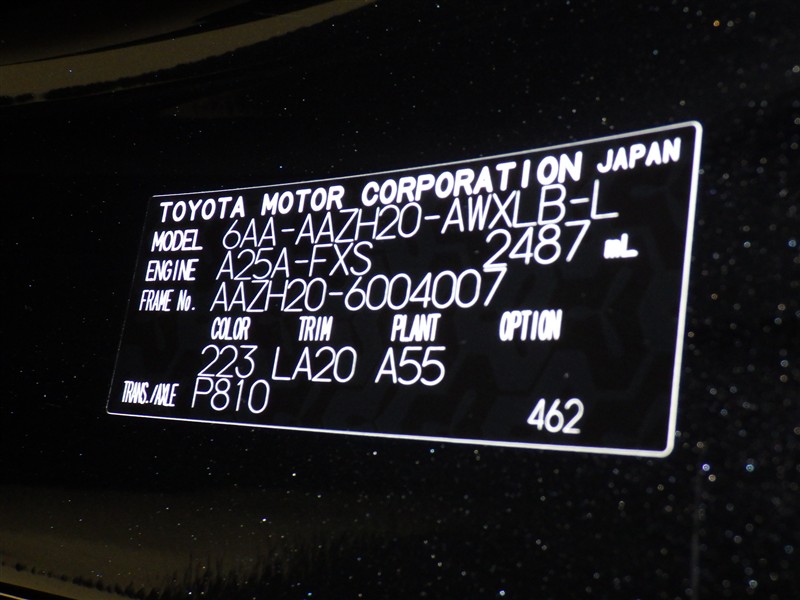 TOYOTA MOTOR CORPORATION JAPAN
MODEL 6AA-AAZH20-AWXLB-L
ENGINE A25A-FXS 2487 mL
FRAME No. AAZH20-6004007
COLOR TRIM PLANT OPTION
223 LA20 A55
TRANS./AXLE P810
462